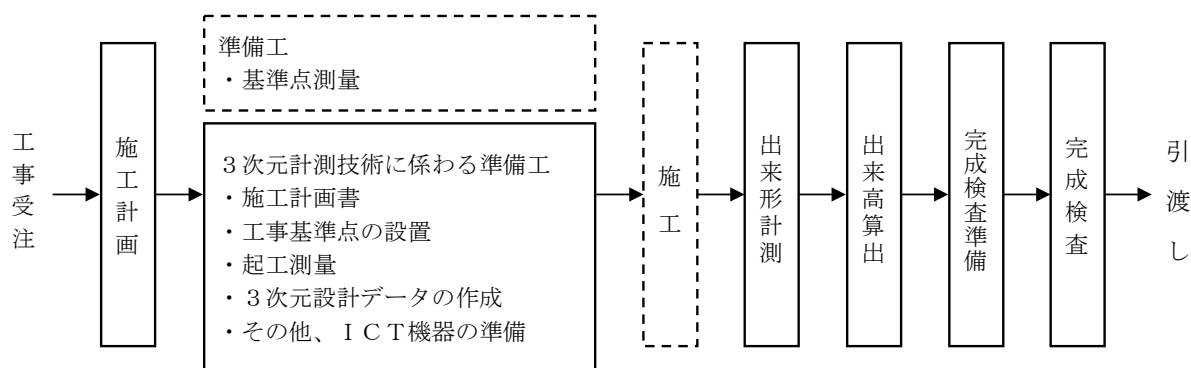 工事受注
施工計画
準備工
・基準点測量
３次元計測技術に係わる準備工
・施工計画書
・工事基準点の設置
・起工測量
・３次元設計データの作成
・その他、ＩＣＴ機器の準備
施工
出来形計測
出来高算出
完成検査準備
完成検査
引渡し